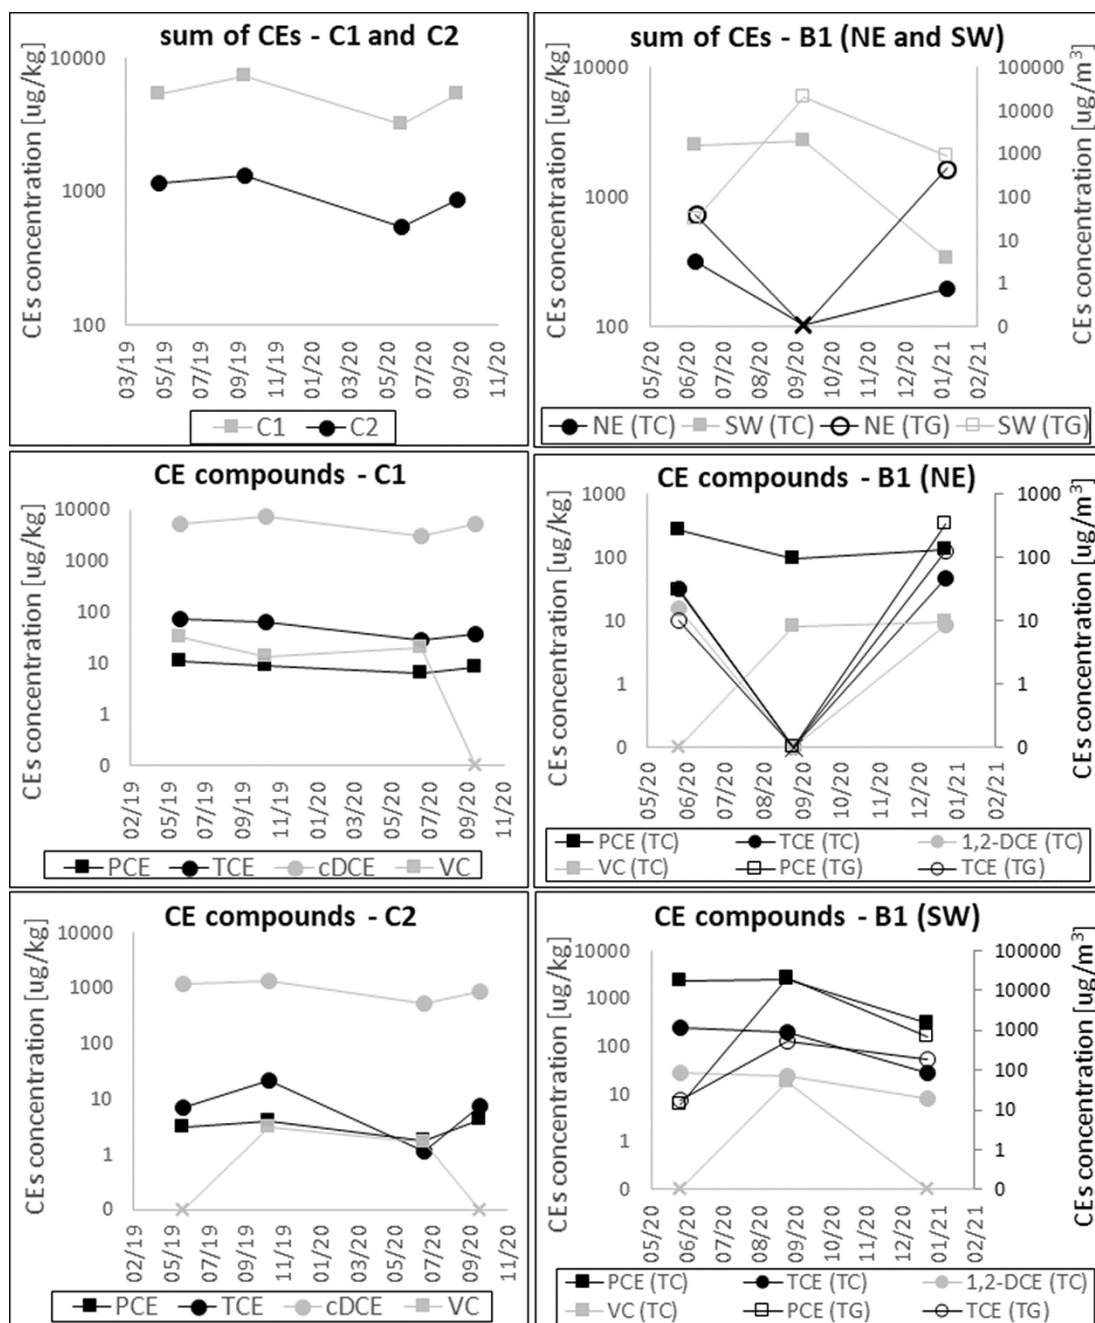 sum of CEs - C1 and C2
CEs concentration [ug/kg]
10000
1000
100
03/19 05/19 07/19 09/19 11/19 01/20 03/20 05/20 07/20 09/20 11/20
C1 C2
sum of CEs - B1 (NE and SW)
CEs concentration [ug/kg]
10000
1000
100
CEs concentration [ug/m³]
100000
10000
1000
100
10
1
0
05/20 06/20 07/20 08/20 09/20 10/20 12/20 01/21 02/21
NE (TC) SW (TC) NE (TG) SW (TG)
CE compounds - C1
CEs concentration [ug/kg]
10000
1000
100
10
1
0
02/19 05/19 07/19 09/19 11/19 01/20 03/20 05/20 07/20 09/20 11/20
PCE TCE cDCE VC
CE compounds - B1 (NE)
CEs concentration [ug/kg]
1000
100
10
1
0
CEs concentration [ug/m³]
1000
100
10
1
0
05/20 06/20 07/20 08/20 10/20 11/20 12/20 01/21 02/21
PCE (TC) TCE (TC) 1,2-DCE (TC)
VC (TC) PCE (TG) TCE (TG)
CE compounds - C2
CEs concentration [ug/kg]
10000
1000
100
10
1
0
02/19 05/19 07/19 09/19 11/19 01/20 03/20 05/20 07/20 09/20 11/20
PCE TCE cDCE VC
CE compounds - B1 (SW)
CEs concentration [ug/kg]
10000
1000
100
10
1
0
CEs concentration [ug/m³]
100000
10000
1000
100
10
1
0
05/20 06/20 07/20 08/20 09/20 10/20 12/20 01/21 02/21
PCE (TC) TCE (TC) 1,2-DCE (TC)
VC (TC) PCE (TG) TCE (TG)